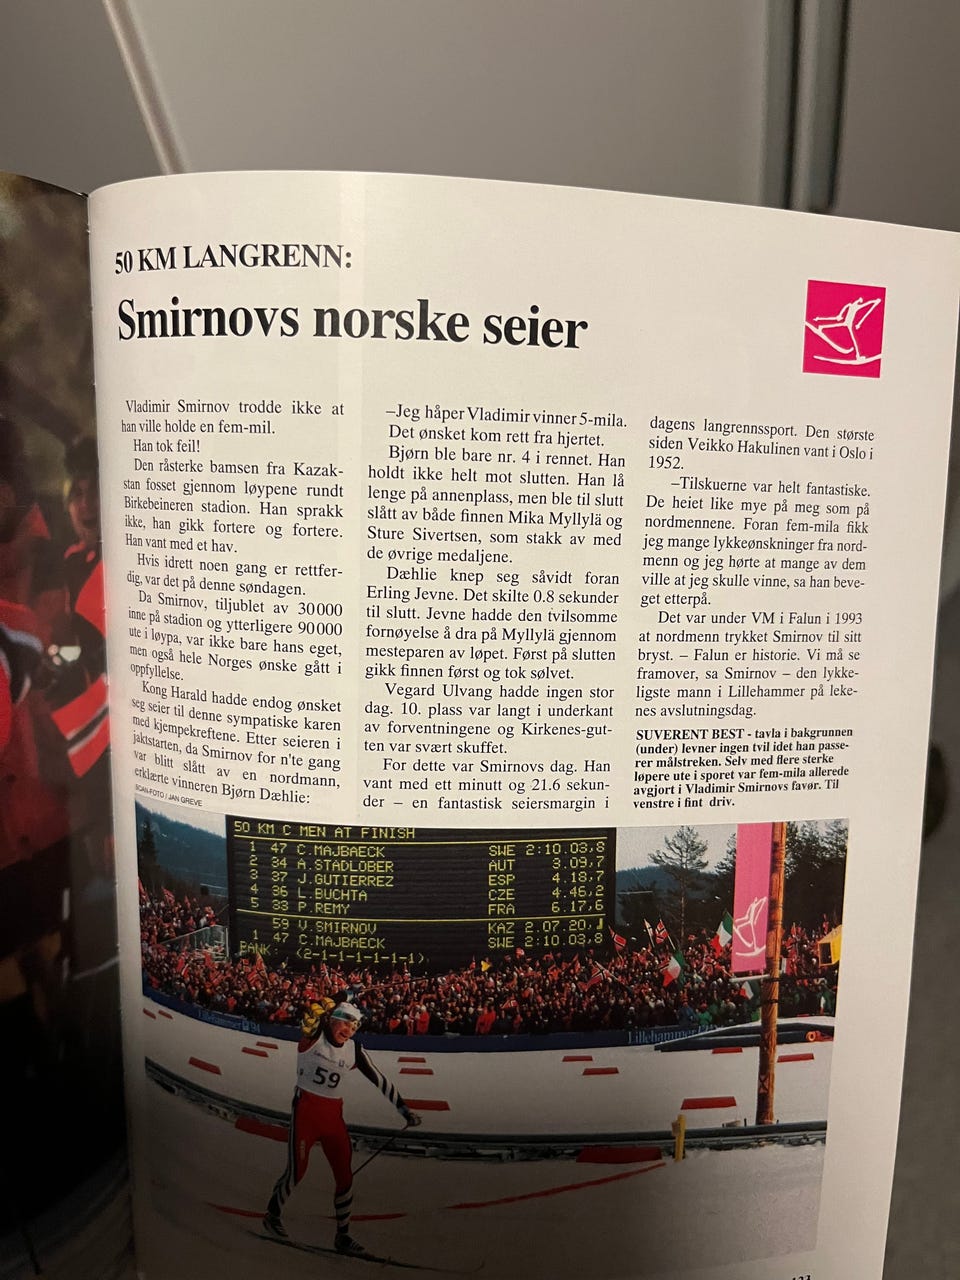 50 KM LANGRENN:
Smirnovs norske seier
Vladimir Smirnov trodde ikke at
han ville holde en fem-mil.
Han tok feil!
Den råsterke bamsen fra Kazak-
stan fosset gjennom løypene rundt
Birkebeineren stadion. Han sprakk
ikke, han gikk fortere og fortere.
Han vant med et hav.
Hvis idrett noen gang er rettfer-
dig, var det på denne søndagen.
Da Smirnov, tiljublet av 30000
inne på stadion og ytterligere 90000
ute i løypa, var ikke bare hans eget,
men også hele Norges ønske gått i
oppfyllelse.
Kong Harald hadde endog ønsket
seg seier til denne sympatiske karen
med kjempekreftene. Etter seieren i
jaktstarten, da Smirnov for n'te gang
var blitt slått av en nordmann,
erklærte vinneren Bjørn Dæhlie:
SCAN-FOTO / JAN GREVE
–Jeg håper Vladimir vinner 5-mila.
Det ønsket kom rett fra hjertet.
Bjørn ble bare nr. 4 i rennet. Han
holdt ikke helt mot slutten. Han lå
lenge på annenplass, men ble til slutt
slått av både finnen Mika Myllylä og
Sture Sivertsen, som stakk av med
de øvrige medaljene.
Dæhlie knep seg såvidt foran
Erling Jevne. Det skilte 0.8 sekunder
til slutt. Jevne hadde den tvilsomme
fornøyelse å dra på Myllylä gjennom
mesteparten av løpet. Først på slutten
gikk finnen først og tok sølvet.
Vegard Ulvang hadde ingen stor
dag. 10. plass var langt i underkant
av forventningene og Kirkenes-gut-
ten var svært skuffet.
For dette var Smirnovs dag. Han
vant med ett minutt og 21.6 sekun-
der – en fantastisk seiersmargin i
dagens langrennssport. Den største
siden Veikko Hakulinen vant i Oslo i
1952.
–Tilskuerne var helt fantastiske.
De heiet like mye på meg som på
nordmennene. Foran fem-mila fikk
jeg mange lykkeønskninger fra nord-
menn og jeg hørte at mange av dem
ville at jeg skulle vinne, sa han beve-
get etterpå.
Det var under VM i Falun i 1993
at nordmenn trykket Smirnov til sitt
bryst. – Falun er historie. Vi må se
framover, sa Smirnov – den lykke-
ligste mann i Lillehammer på leke-
nes avslutningsdag.
SUVERENT BEST - tavla i bakgrunnen
(under) levner ingen tvil idet han passe-
rer målstreken. Selv med flere sterke
løpere ute i sporet var fem-mila allerede
avgjort i Vladimir Smirnovs favør. Til
venstre i fint driv.
50 KM C MEN AT FINISH
1 47 C.MAJBAECK SWE 2:10.03,8
2 34 A.STADLOBER AUT 3.09,7
3 37 J.GUTIERREZ ESP 4.18,7
4 36 L.BUCHTA CZE 4.46,2
5 33 P.REMY FRA 6.17,6
59 V.SMIRNOV KAZ 2.07.20,
1 47 C.MAJBAECK SWE 2:10.03,8
RANK: (2-1-1-1-1-1-1).
Lillehammer '94
Lillehammer
59